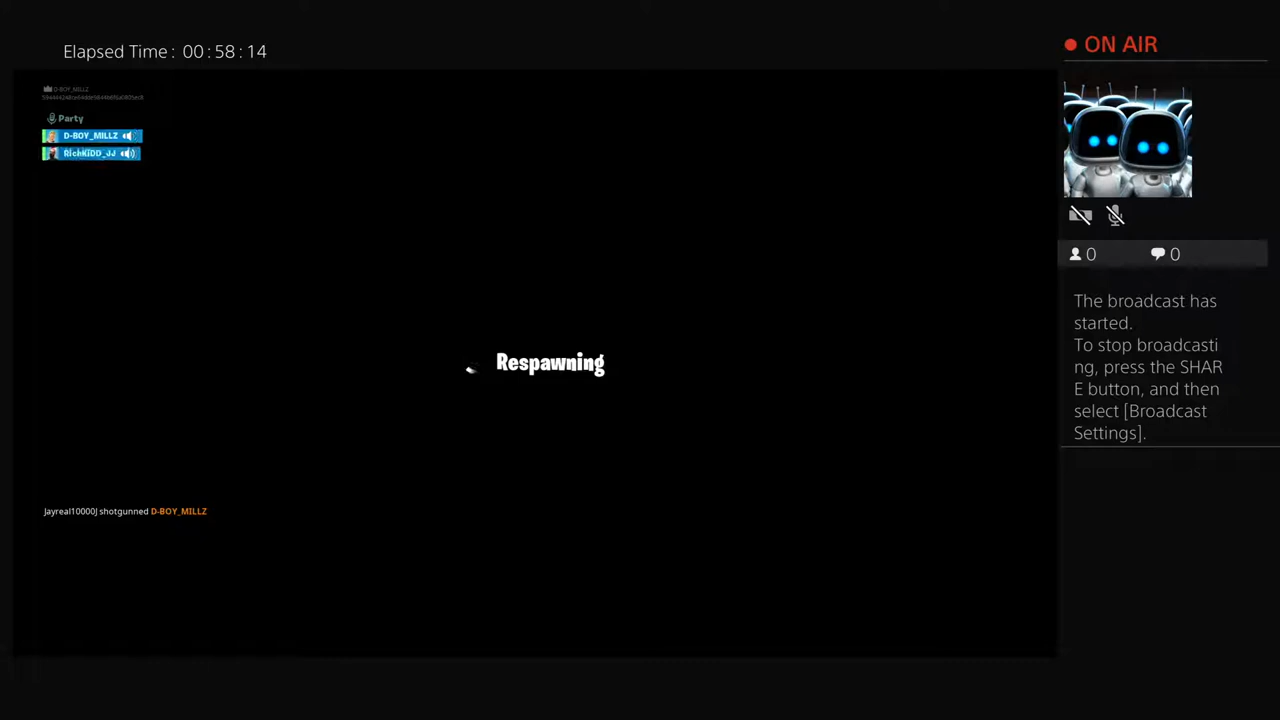 Elapsed Time: 00:58:14
ON AIR
D-BOY_MILLZ
Party
D-BOY_MILLZ
RichKiDD_JJ
0
0
The broadcast has
started.
To stop broadcasti
ng, press the SHAR
E button, and then
select [Broadcast
Settings].
Respawning
Jayreal10000J shotgunned D-BOY_MILLZ